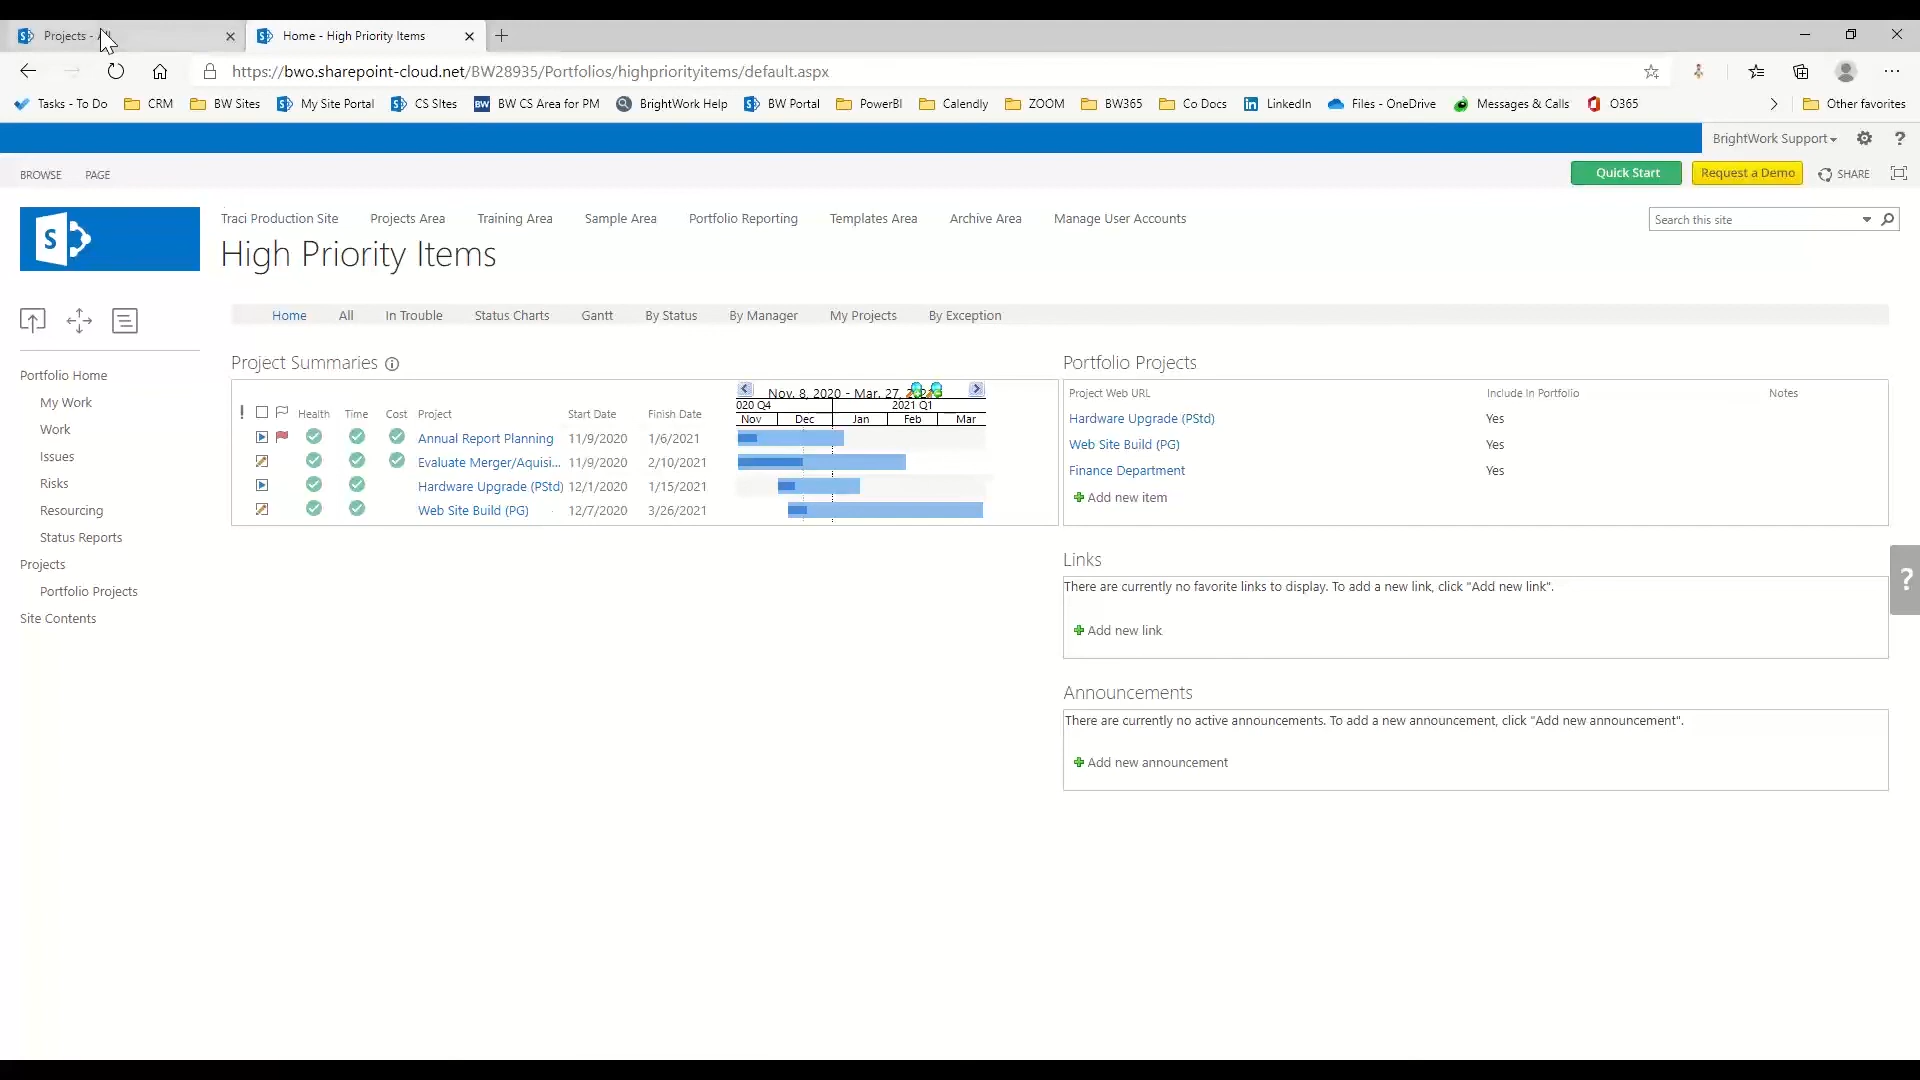 Projects -
Home - High Priority Items
https://bwo.sharepoint-cloud.net/BW28935/Portfolios/highpriorityitems/default.aspx
Tasks - To Do CRM BW Sites My Site Portal CS SItes BW BW CS Area for PM BrightWork Help BW Portal PowerBI Calendly ZOOM BW365 Co Docs LinkedIn Files - OneDrive Messages & Calls O365 Other favorites
BrightWork Support ?
BROWSE PAGE Quick Start Request a Demo SHARE
Traci Production Site Projects Area Training Area Sample Area Portfolio Reporting Templates Area Archive Area Manage User Accounts Search this site
S
High Priority Items
Home All In Trouble Status Charts Gantt By Status By Manager My Projects By Exception
Portfolio Home
My Work
Work
Issues
Risks
Resourcing
Status Reports
Projects
Portfolio Projects
Site Contents
Project Summaries
Nov. 8, 2020 - Mar. 27,
020 Q4 2021 Q1
Nov Dec Jan Feb Mar
! Health Time Cost Project Start Date Finish Date
Annual Report Planning 11/9/2020 1/6/2021
Evaluate Merger/Aquisi... 11/9/2020 2/10/2021
Hardware Upgrade (PStd) 12/1/2020 1/15/2021
Web Site Build (PG) 12/7/2020 3/26/2021
Portfolio Projects
Project Web URL Include In Portfolio Notes
Hardware Upgrade (PStd) Yes
Web Site Build (PG) Yes
Finance Department Yes
Add new item
Links
There are currently no favorite links to display. To add a new link, click "Add new link".
Add new link
?
Announcements
There are currently no active announcements. To add a new announcement, click "Add new announcement".
Add new announcement